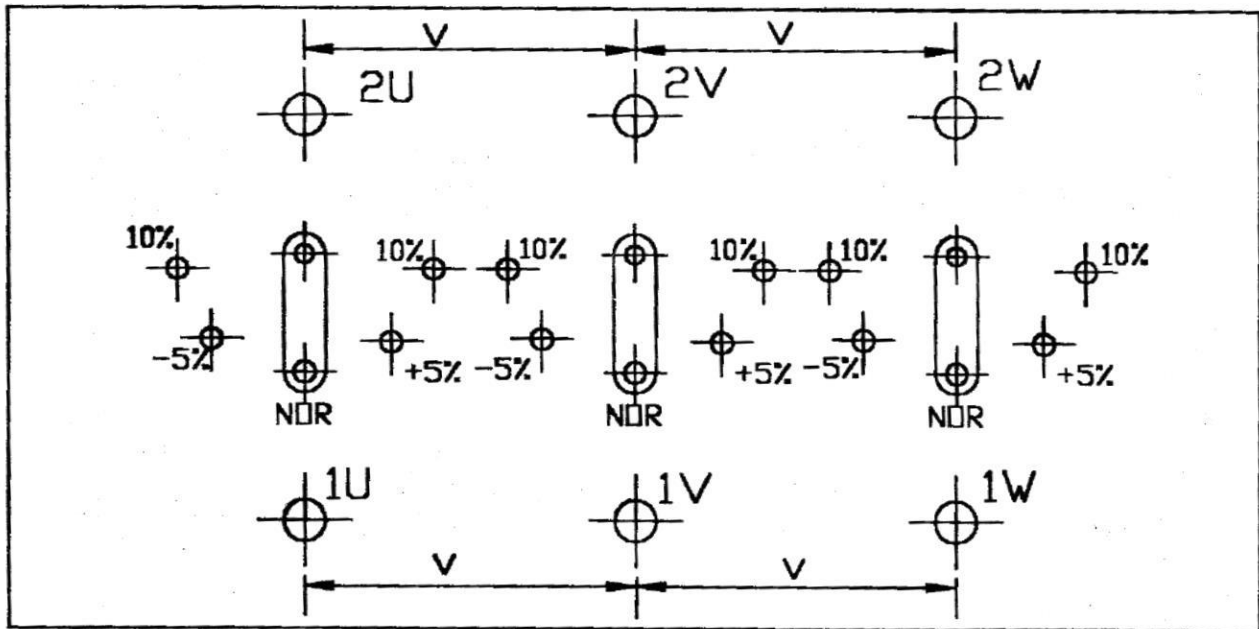 V V
2U 2V 2W
10% 10% 10% 10% 10% 10%
-5% +5% -5% +5% -5% +5%
NOR NOR NOR
1U 1V 1W
V V